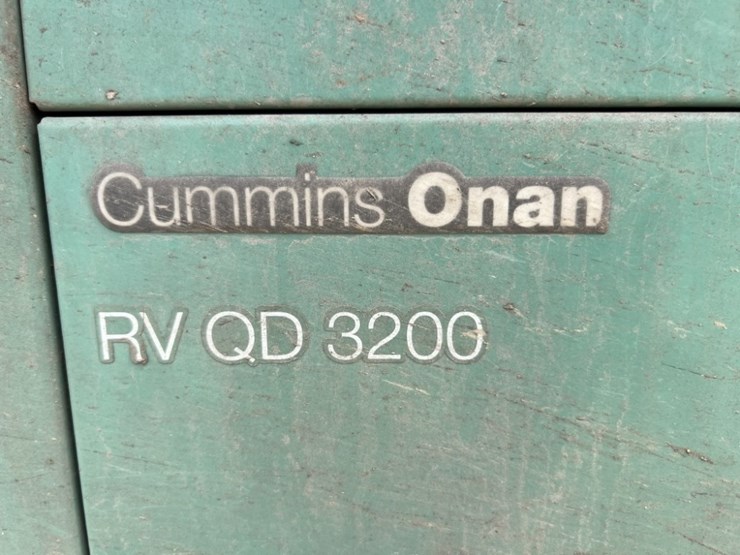 Cummins Onan
RV QD 3200